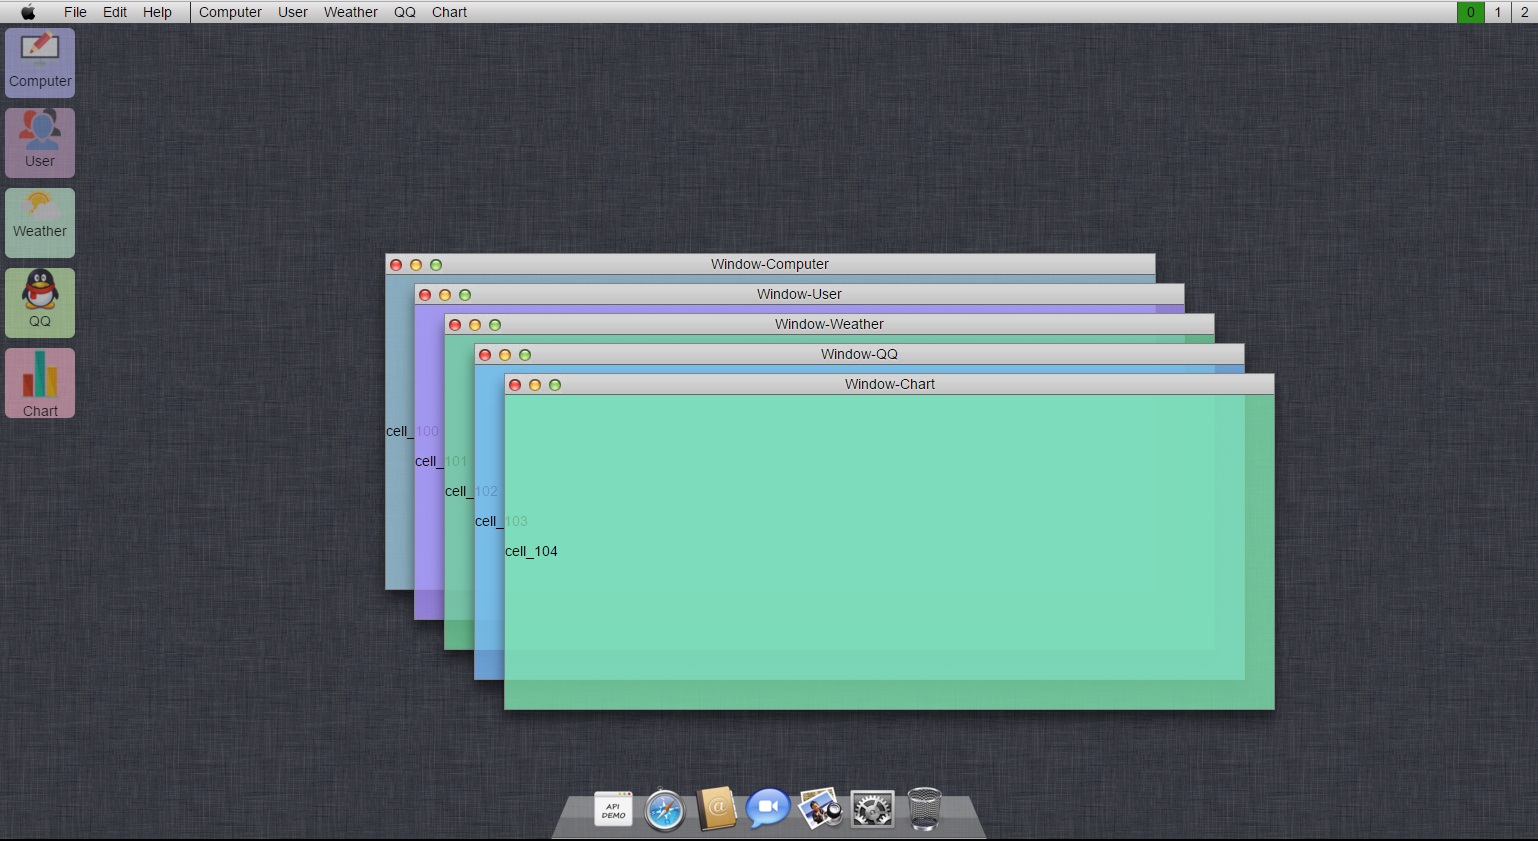 File Edit Help Computer User Weather QQ Chart 0 1 2
Computer
User
Weather
QQ
Chart
Window-Computer
Window-User
Window-Weather
Window-QQ
Window-Chart
cell_100
cell_101
cell_102
cell_103
cell_104
API
DEMO
@